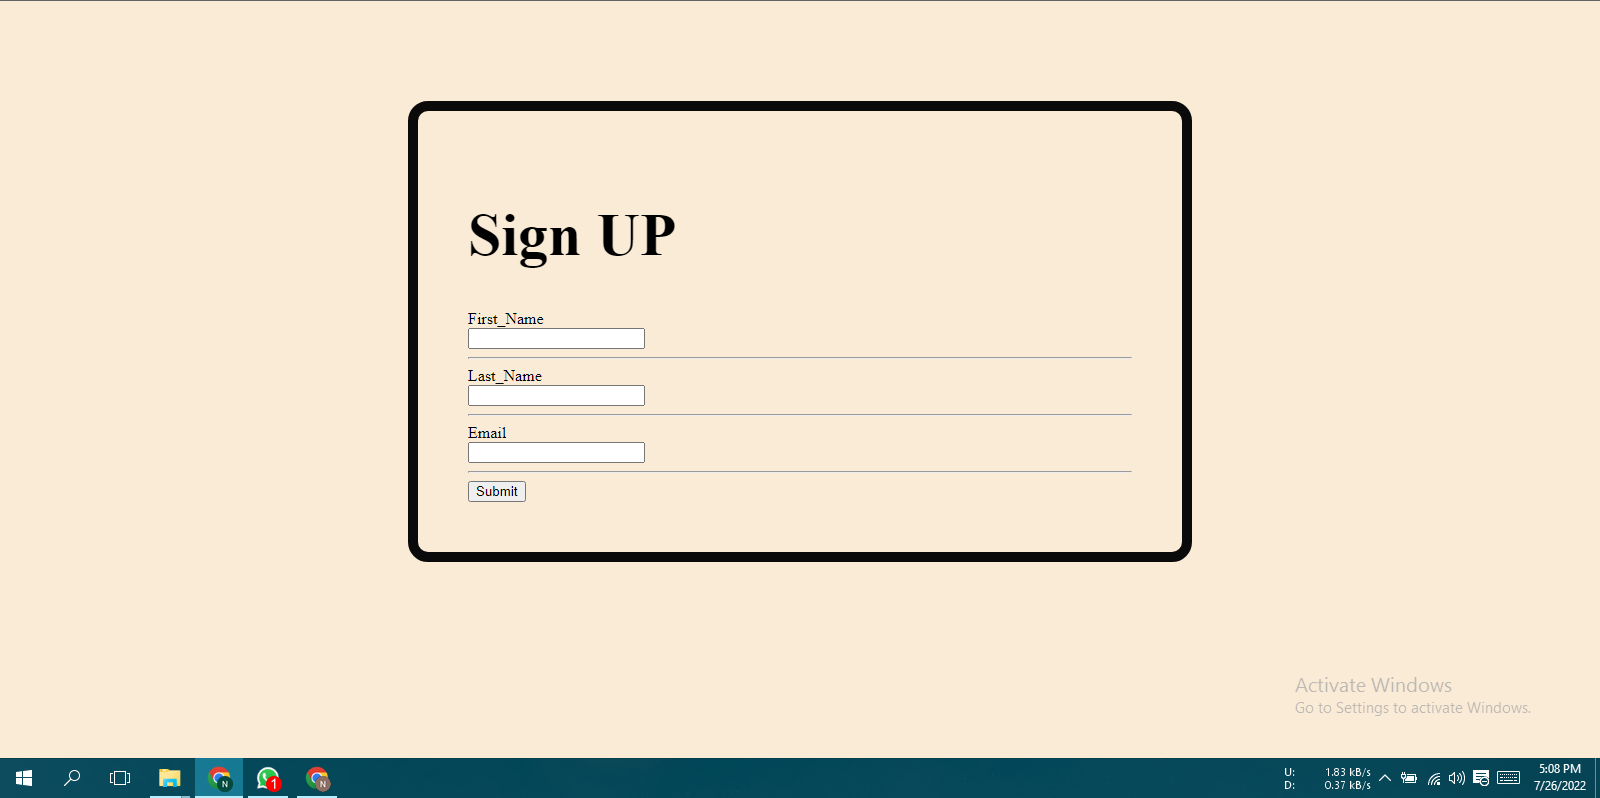 Sign UP
First_Name
Last_Name
Email
Submit
Activate Windows
Go to Settings to activate Windows.
N
1
N
U: 1.83 kB/s
D: 0.37 kB/s
5:08 PM
7/26/2022